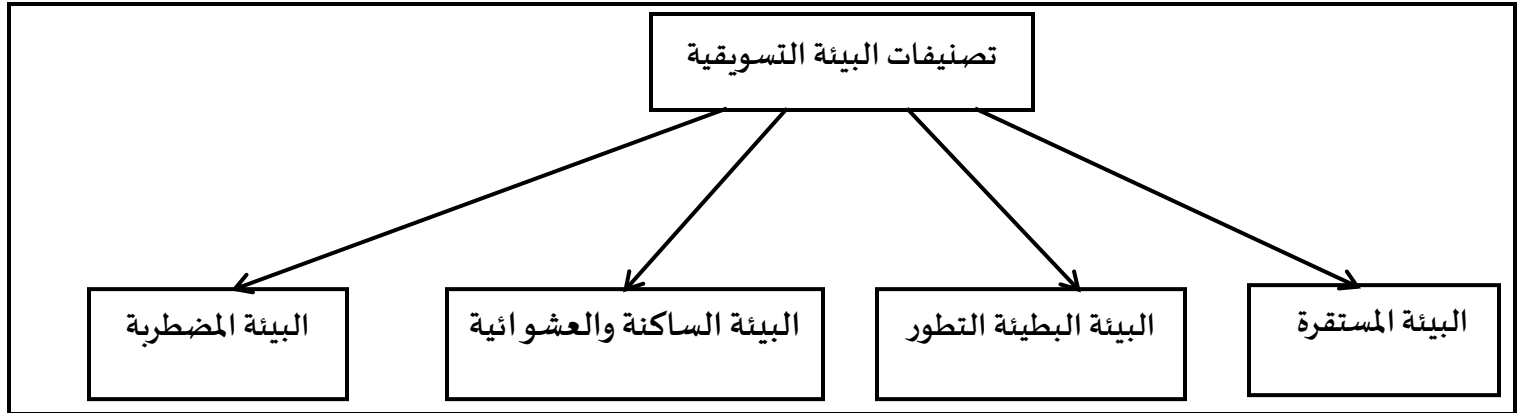 تصنيفات البيئة التسويقية
البيئة المستقرة
البيئة البطيئة التطور
البيئة الساكنة والعشوائية
البيئة المضطربة